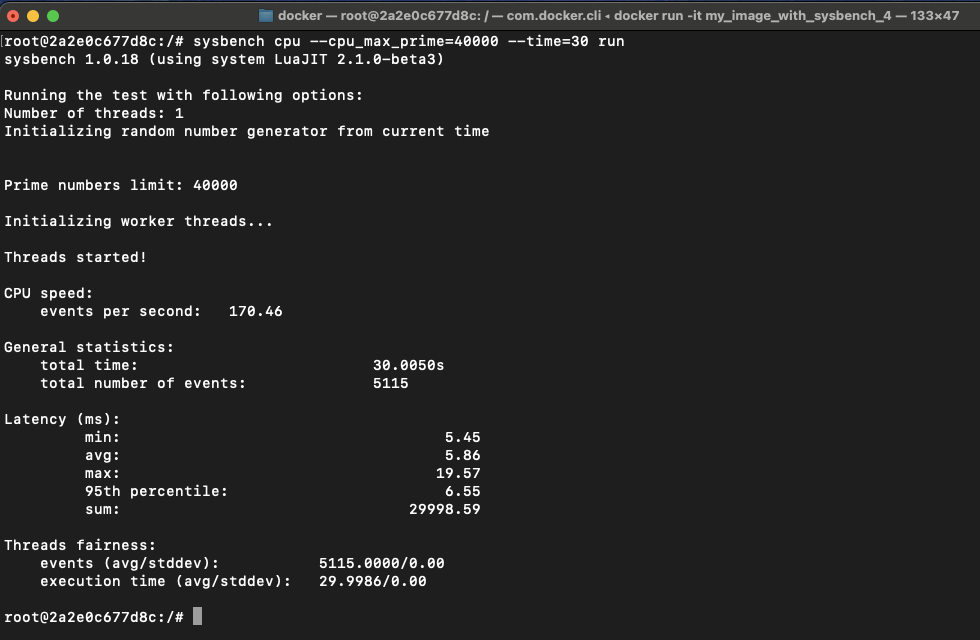 docker — root@2a2e0c677d8c: / — com.docker.cli ◂ docker run -it my_image_with_sysbench_4 — 133×47
[root@2a2e0c677d8c:/# sysbench cpu --cpu_max_prime=40000 --time=30 run
sysbench 1.0.18 (using system LuaJIT 2.1.0-beta3)
Running the test with following options:
Number of threads: 1
Initializing random number generator from current time
Prime numbers limit: 40000
Initializing worker threads...
Threads started!
CPU speed:
events per second: 170.46
General statistics:
total time: 30.0050s
total number of events: 5115
Latency (ms):
min: 5.45
avg: 5.86
max: 19.57
95th percentile: 6.55
sum: 29998.59
Threads fairness:
events (avg/stddev): 5115.0000/0.00
execution time (avg/stddev): 29.9986/0.00
root@2a2e0c677d8c:/#